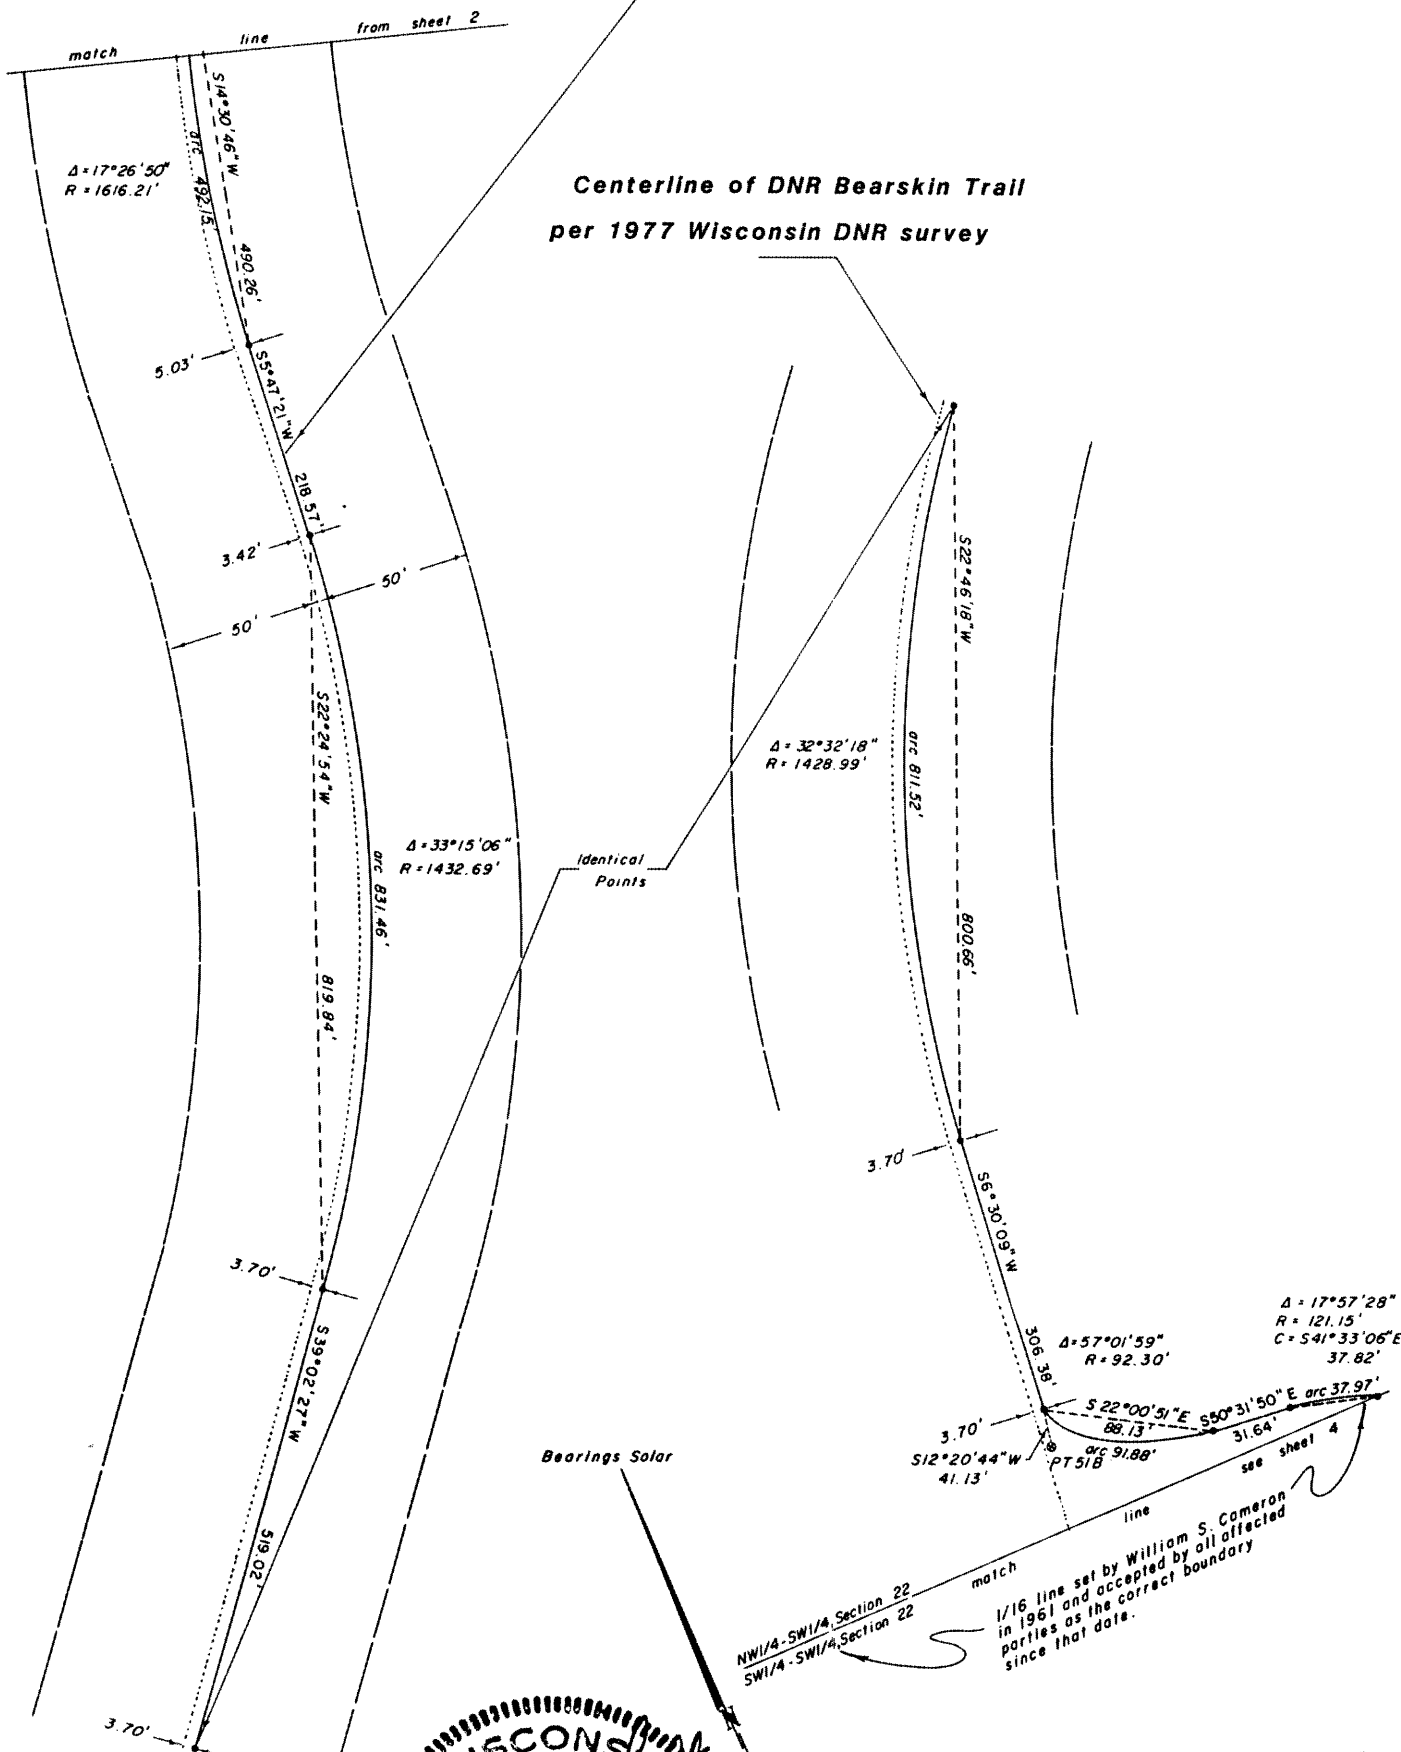 match line from sheet 2
S14°30'46"W
490.26'
arc 492.15'
Δ = 17°26'50"
R = 1616.21'
Centerline of DNR Bearskin Trail
per 1977 Wisconsin DNR survey
5.03'
S5°47'21"W
218.57'
3.42'
50'
50'
S22°24'54"W
819.84'
Δ = 33°15'06"
R = 1432.69'
arc 831.46'
Identical
Points
3.70'
S39°02'27"W
519.02'
3.70'
S22°46'18"W
800.66'
Δ = 32°32'18"
R = 1428.99'
arc 811.52'
3.70'
S6°30'09"W
306.38'
Δ=57°01'59"
R = 92.30'
Δ = 17°57'28"
R = 121.15'
C = S41°33'06"E
37.82'
3.70'
S 22°00'51"E
88.13'
arc 91.88'
S50°31'50"E
31.64'
arc 37.97'
S12°20'44"W
41.13'
PT51B
match line see sheet 4
NW1/4-SW1/4, Section 22
SW1/4-SW1/4, Section 22
1/16 line set by William S. Cameron
in 1961 and accepted by all affected
parties as the correct boundary
since that date.
Bearings Solar